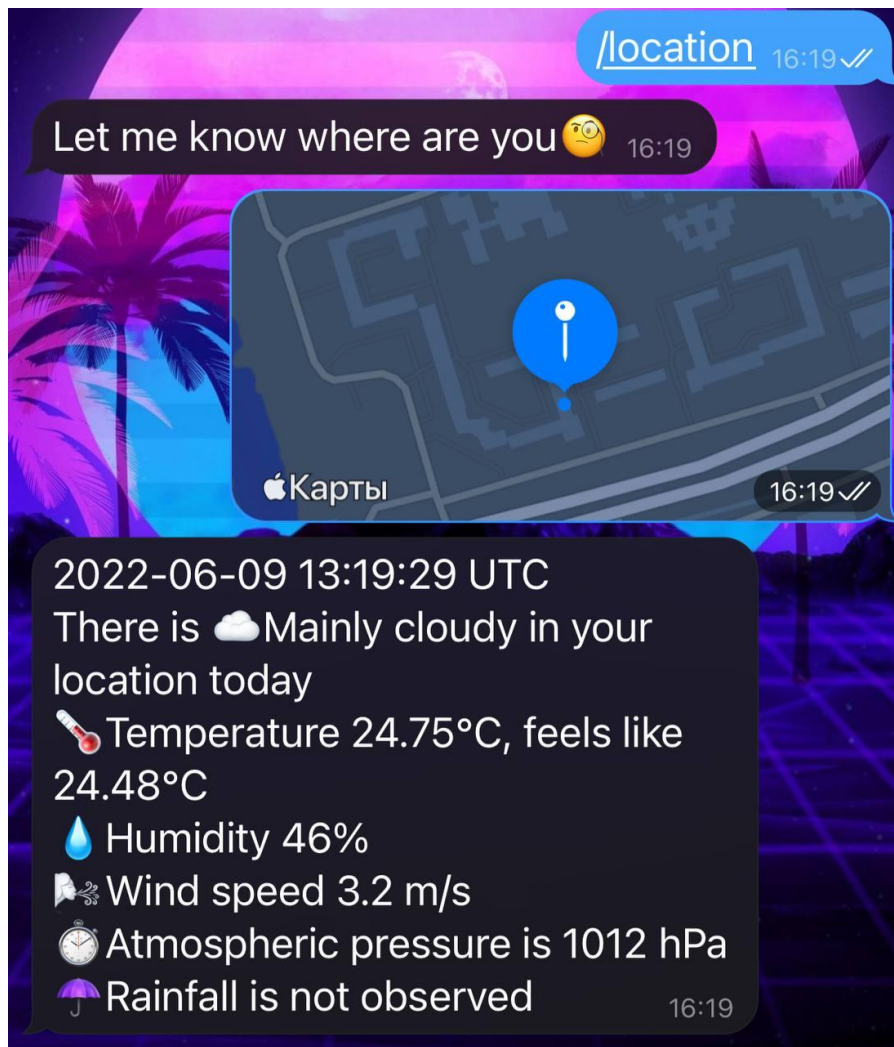 /location 16:19
Let me know where are you🧐 16:19
Карты 16:19
2022-06-09 13:19:29 UTC
There is ☁️Mainly cloudy in your
location today
🌡️Temperature 24.75°C, feels like
24.48°C
💧Humidity 46%
🌬️Wind speed 3.2 m/s
⏱️Atmospheric pressure is 1012 hPa
☂️Rainfall is not observed 16:19